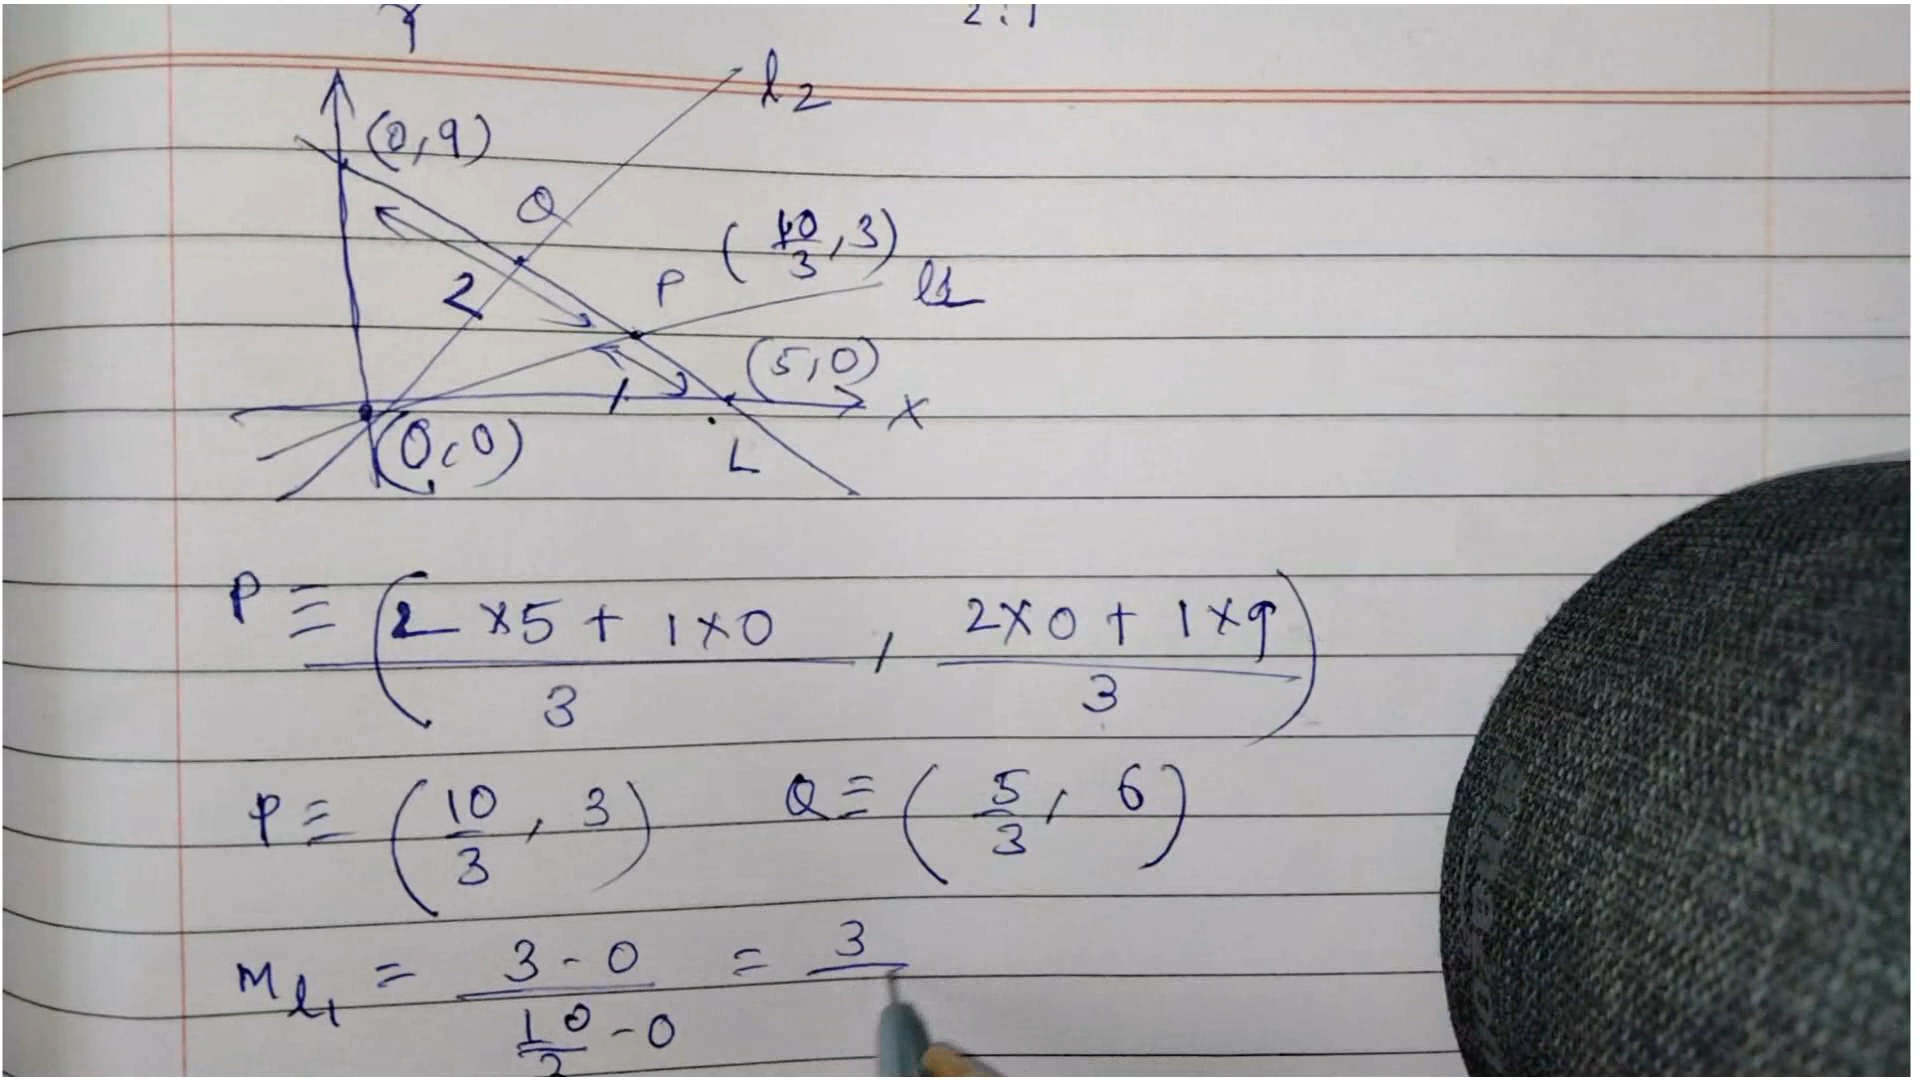 Y 2:1
l2
(0,9)
Q
(10/3, 3)
2 P l1
(5,0)
1 X
(0,0) L
P ≡ (2 × 5 + 1 × 0 / 3 , 2 × 0 + 1 × 9 / 3)
P ≡ (10/3, 3) Q ≡ (5/3, 6)
M l1 = 3 - 0 / 10/3 - 0 = 3